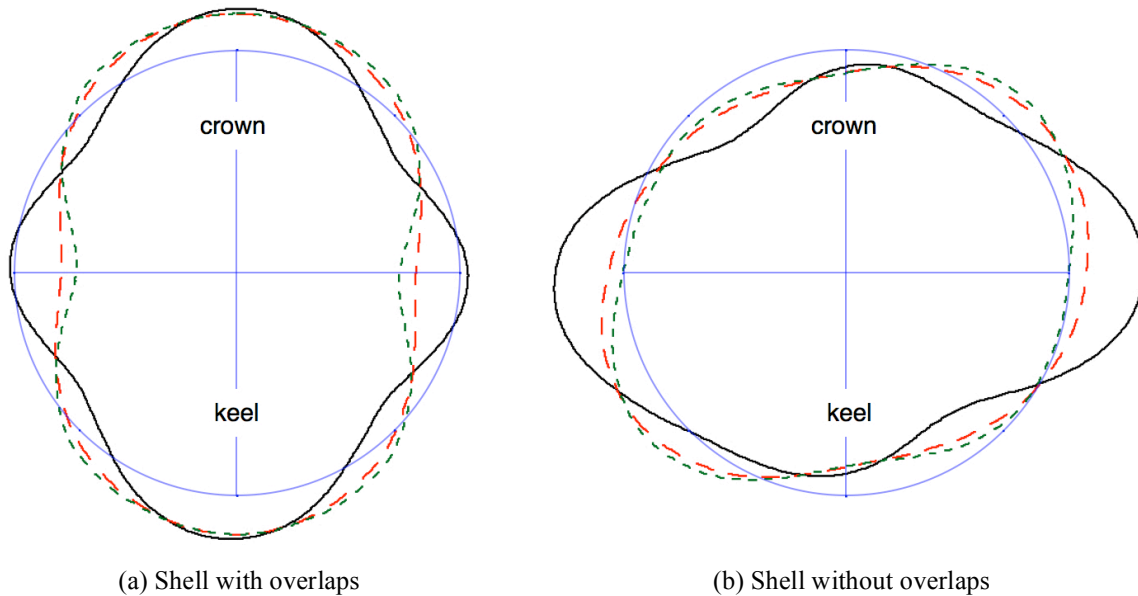 crown
keel
(a) Shell with overlaps
crown
keel
(b) Shell without overlaps